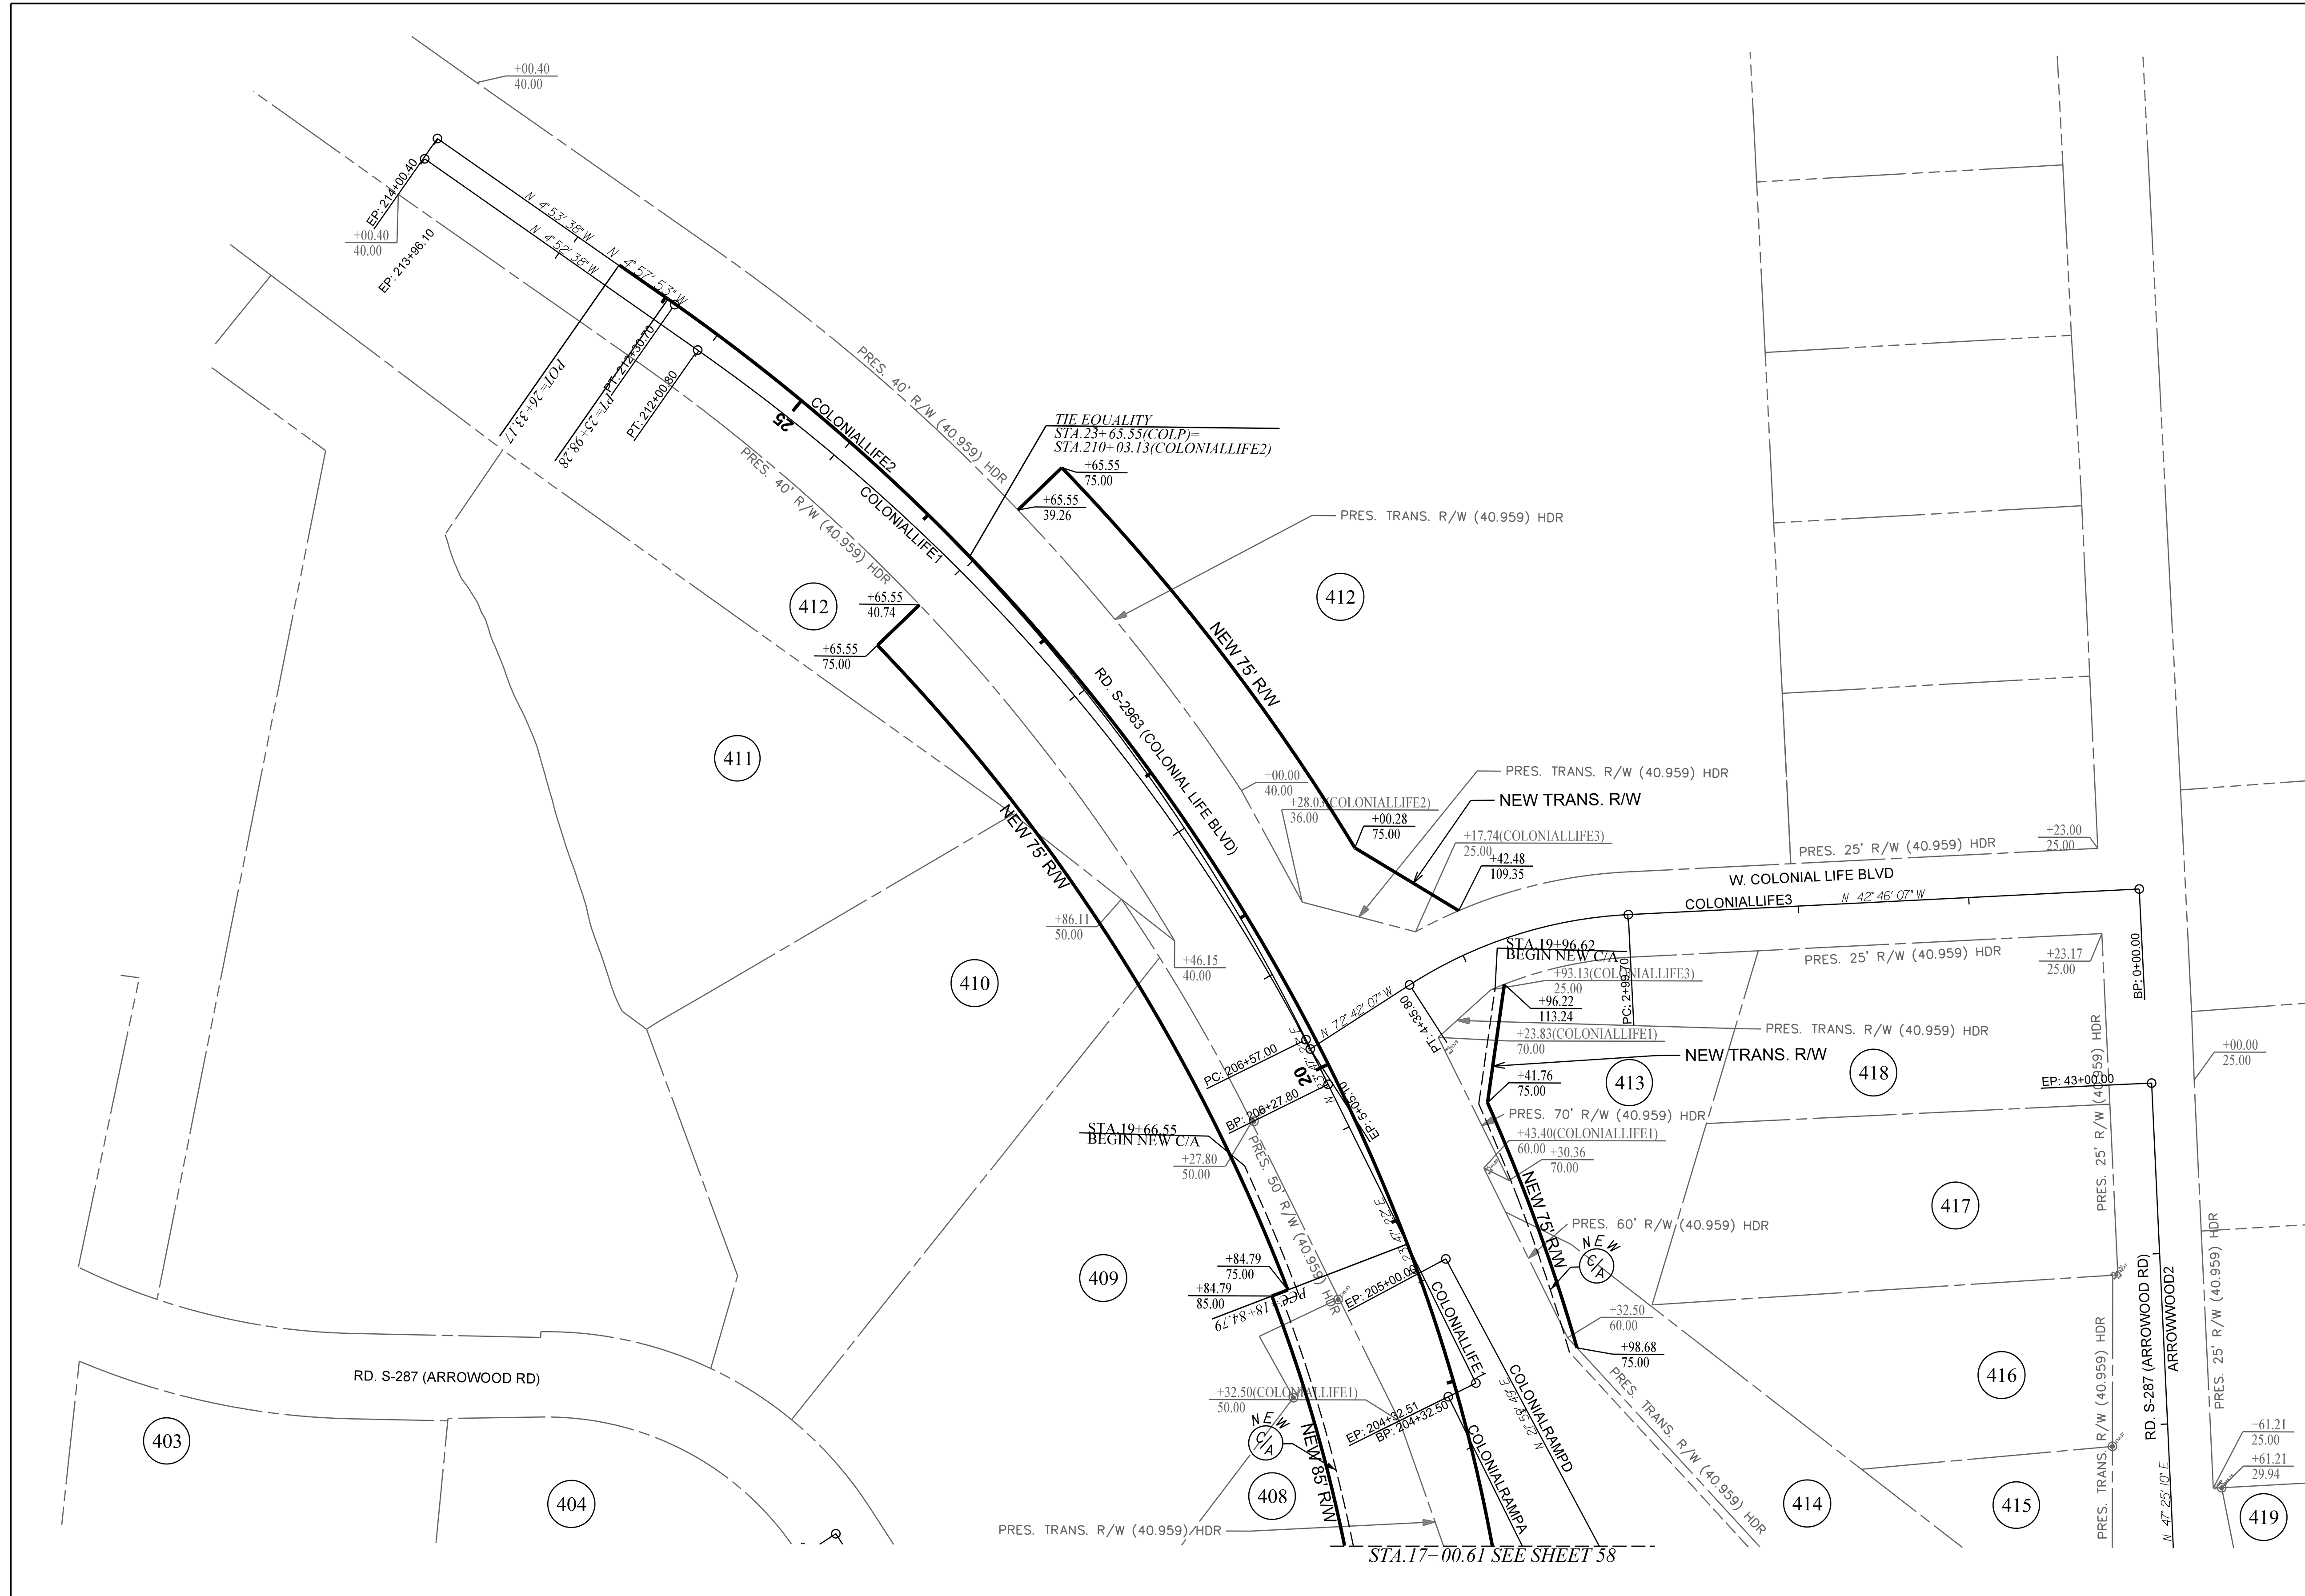 +00.40
40.00
EP: 214+00.40
+00.40
40.00
EP: 213+96.10
N 4°53'38" W
N 4°52'38" W
N 4°57'53" W
POT=26+33.17
PT=25+98.28
PT: 212+30.70
PT: 212+00.80
25
COLONIALLIFE2
COLONIALLIFE1
PRES. 40' R/W (40.959) HDR
PRES. 40' R/W (40.959) HDR
TIE EQUALITY
STA.23+65.55(COLP)=
STA.210+03.13(COLONIALLIFE2)
+65.55
75.00
+65.55
39.26
PRES. TRANS. R/W (40.959) HDR
412
412
+65.55
40.74
+65.55
75.00
NEW 75' R/W
RD. S-2963 (COLONIAL LIFE BLVD)
411
NEW 75' R/W
+00.00
40.00
+28.03(COLONIALLIFE2)
36.00
PRES. TRANS. R/W (40.959) HDR
NEW TRANS. R/W
+00.28
75.00
+17.74(COLONIALLIFE3)
25.00
+42.48
109.35
PRES. 25' R/W (40.959) HDR
+23.00
25.00
W. COLONIAL LIFE BLVD
COLONIALLIFE3
N 42°46'07" W
+86.11
50.00
+46.15
40.00
410
STA.19+96.62
BEGIN NEW C/A
+93.13(COLONIALLIFE3)
25.00
+96.22
113.24
PC: 2+99.70
PRES. 25' R/W (40.959) HDR
+23.17
25.00
BP: 0+00.00
PT: 4+35.80
N 72°42'07" W
PRES. TRANS. R/W (40.959) HDR
+23.83(COLONIALLIFE1)
70.00
NEW TRANS. R/W
+41.76
75.00
413
418
EP: 43+00.00
+00.00
25.00
PC: 206+57.00
20
BP: 206+27.80
EP: 5+05.10
STA.19+66.55
BEGIN NEW C/A
+27.80
50.00
PRES. 50' R/W (40.959) HDR
PRES. 70' R/W (40.959) HDR
+43.40(COLONIALLIFE1)
60.00
+30.36
70.00
NEW 75' R/W
PRES. 60' R/W (40.959) HDR
NEW
C/A
417
PRES. 25' R/W (40.959) HDR
PRES. 25' R/W (40.959) HDR
409
+84.79
75.00
+84.79
85.00
PCC=18+84.79
EP: 205+00.00
COLONIALLIFE1
COLONIALRAMPD
N 21°59'49" E
+32.50
60.00
+98.68
75.00
RD. S-287 (ARROWOOD RD)
RD. S-287 (ARROWOOD RD)
ARROWWOOD2
416
+32.50(COLONIALLIFE1)
50.00
EP: 204+32.51
BP: 204+32.50
NEW
C/A
NEW 85' R/W
COLONIALRAMPA
PRES. TRANS. R/W (40.959) HDR
PRES. TRANS. R/W (40.959) HDR
403
404
408
414
415
419
+61.21
25.00
+61.21
29.94
N 47°25'10" E
PRES. TRANS. R/W (40.959) HDR
STA.17+00.61 SEE SHEET 58